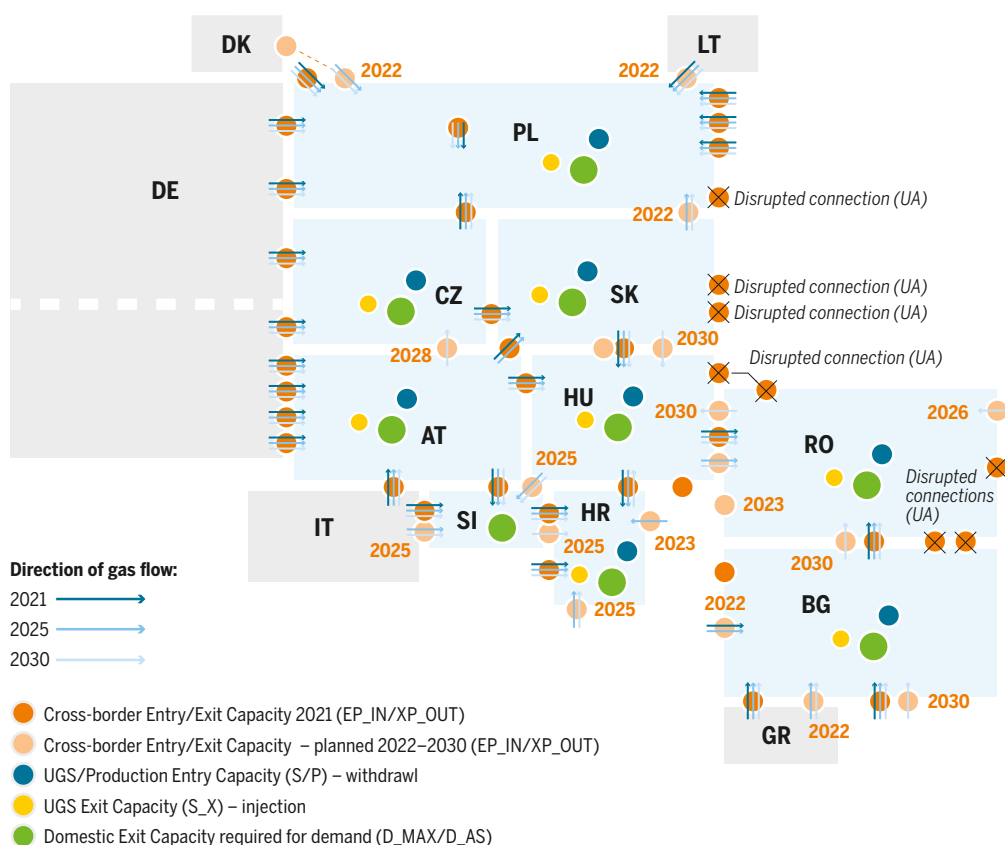 DK
LT
2022
2022
PL
DE
Disrupted connection (UA)
2022
CZ
SK
Disrupted connection (UA)
Disrupted connection (UA)
2028
2030
Disrupted connection (UA)
HU
2030
2026
AT
RO
2025
Disrupted
connections
(UA)
IT
SI
HR
2023
2025
2025
2023
2030
Direction of gas flow:
2021
2025
2030
2025
2022
BG
2030
2022
GR
Cross-border Entry/Exit Capacity 2021 (EP_IN/XP_OUT)
Cross-border Entry/Exit Capacity – planned 2022–2030 (EP_IN/XP_OUT)
UGS/Production Entry Capacity (S/P) – withdrawl
UGS Exit Capacity (S_X) – injection
Domestic Exit Capacity required for demand (D_MAX/D_AS)